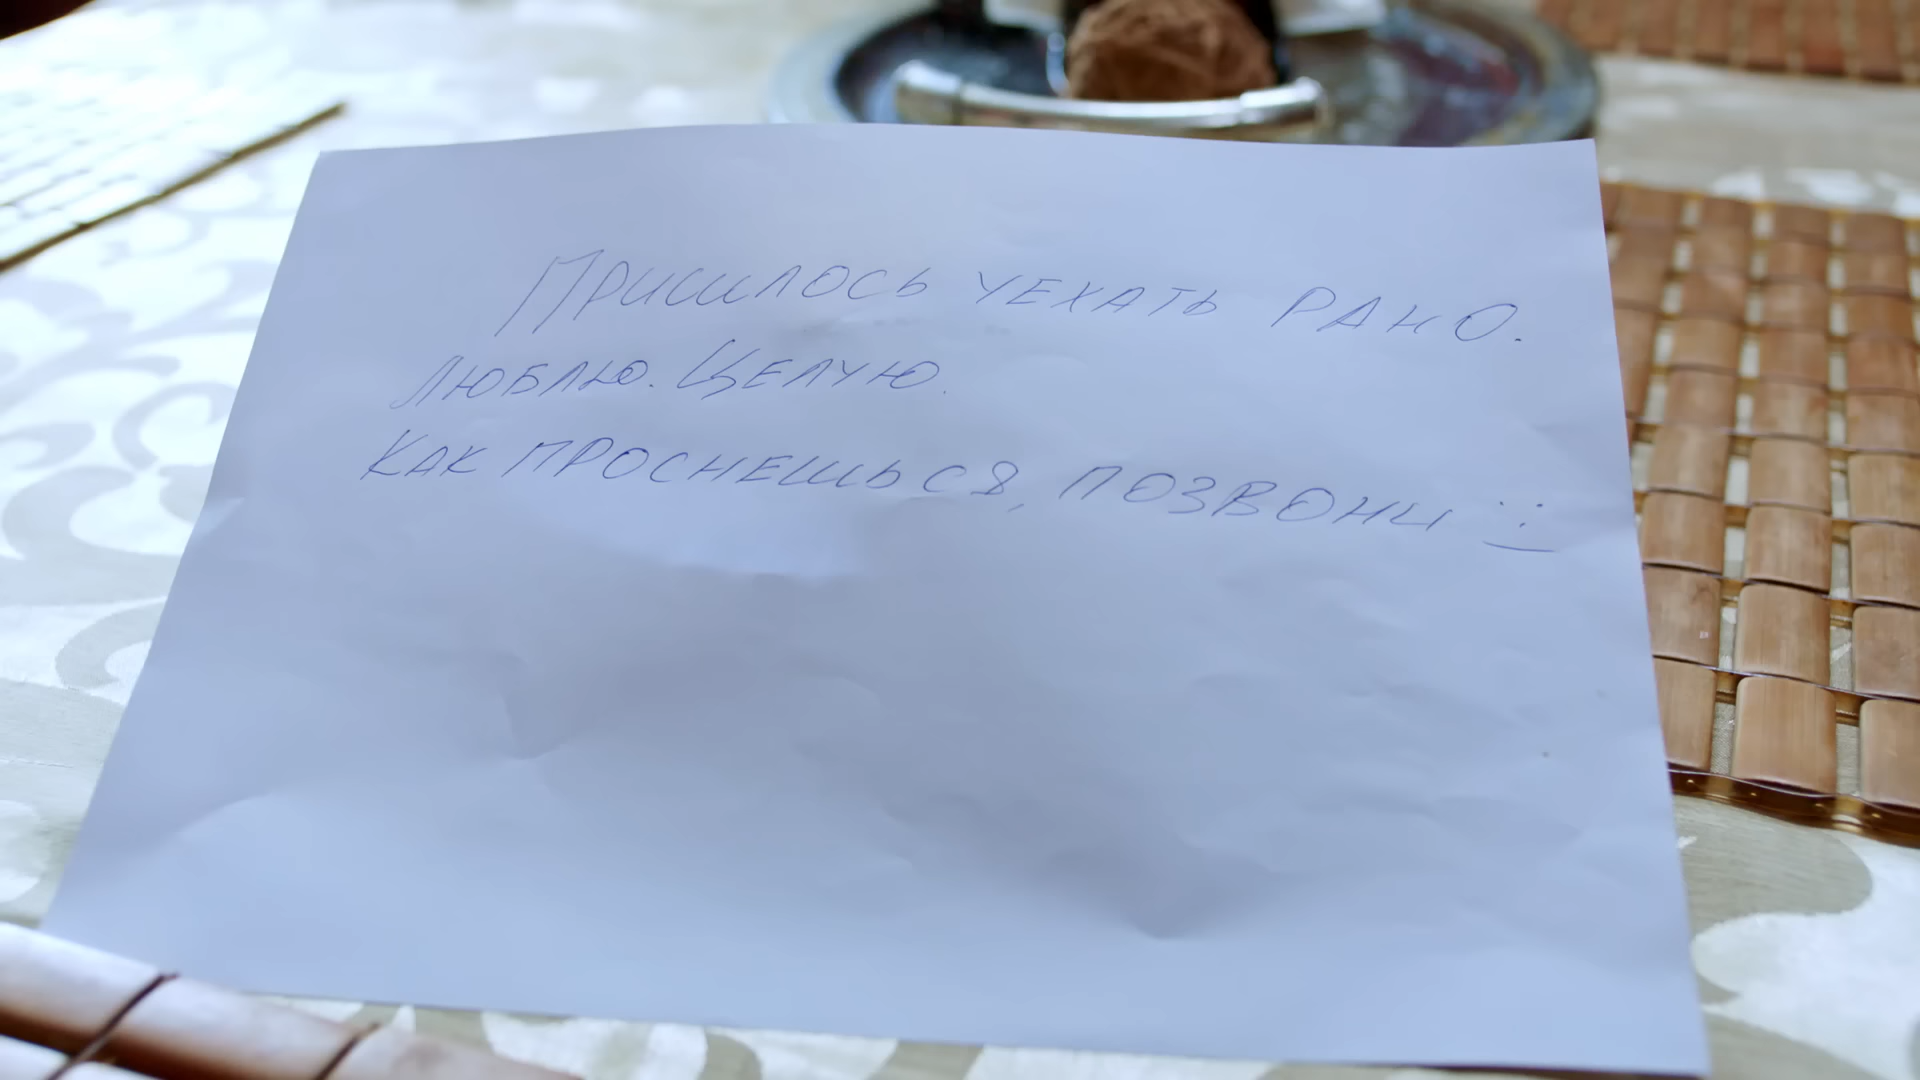 Пришлось уехать рано.
Люблю. Целую.
Как проснешься, позвони :)